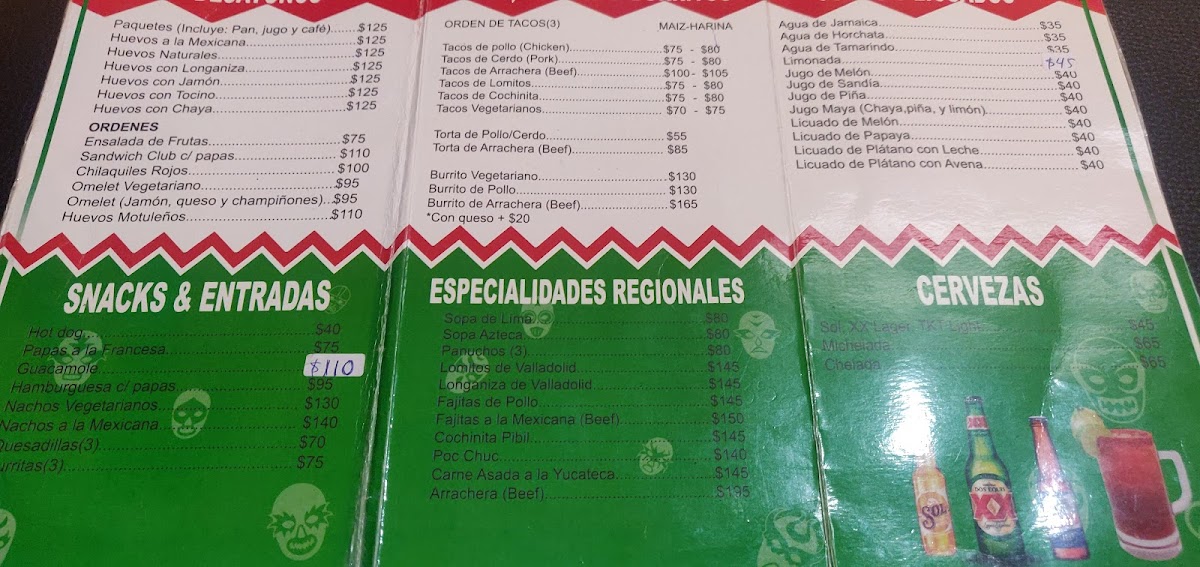 DESAYUNOS
Paquetes (Incluye: Pan, jugo y café).......$125
Huevos a la Mexicana.......$125
Huevos Naturales.......$125
Huevos con Longaniza.......$125
Huevos con Jamón.......$125
Huevos con Tocino.......$125
Huevos con Chaya.......$125
ORDENES
Ensalada de Frutas.......$75
Sandwich Club c/ papas.......$110
Chilaquiles Rojos.......$100
Omelet Vegetariano.......$95
Omelet (Jamón, queso y champiñones)...$95
Huevos Motuleños.......$110
SNACKS & ENTRADAS
Hot dog.......$40
Papas a la Francesa.......$75
Guacamole.......$110
Hamburguesa c/ papas.......$95
Nachos Vegetarianos.......$130
Nachos a la Mexicana.......$140
Quesadillas(3).......$70
urritas(3).......$75
ORDEN DE TACOS(3) MAIZ-HARINA
Tacos de pollo (Chicken).......$75 - $80
Tacos de Cerdo (Pork).......$75 - $80
Tacos de Arrachera (Beef).......$100- $105
Tacos de Lomitos.......$75 - $80
Tacos de Cochinita.......$75 - $80
Tacos Vegetarianos.......$70 - $75
Torta de Pollo/Cerdo.......$55
Torta de Arrachera (Beef).......$85
Burrito Vegetariano.......$130
Burrito de Pollo.......$130
Burrito de Arrachera (Beef).......$165
*Con queso + $20
ESPECIALIDADES REGIONALES
Sopa de Lima.......$80
Sopa Azteca.......$80
Panuchos (3).......$80
Lomitos de Valladolid.......$145
Longaniza de Valladolid.......$145
Fajitas de Pollo.......$145
Fajitas a la Mexicana (Beef).......$150
Cochinita Pibil.......$145
Poc Chuc.......$140
Carne Asada a la Yucateca.......$145
Arrachera (Beef).......$195
Agua de Jamaica.......$35
Agua de Horchata.......$35
Agua de Tamarindo.......$35
Limonada.......$45
Jugo de Melón.......$40
Jugo de Sandía.......$40
Jugo de Piña.......$40
Jugo Maya (Chaya,piña, y limón).......$40
Licuado de Melón.......$40
Licuado de Papaya.......$40
Licuado de Plátano con Leche.......$40
Licuado de Plátano con Avena.......$40
CERVEZAS
Sol, XX Lager.......$45
Michelada.......$65
Chelada.......$65
Sol
DOS EQUIS